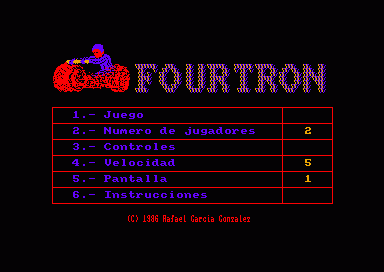 FOURTRON
1.- Juego
2.- Numero de jugadores 2
3.- Controles
4.- Velocidad 5
5.- Pantalla 1
6.- Instrucciones
(C) 1986 Rafael Garcia Gonzalez